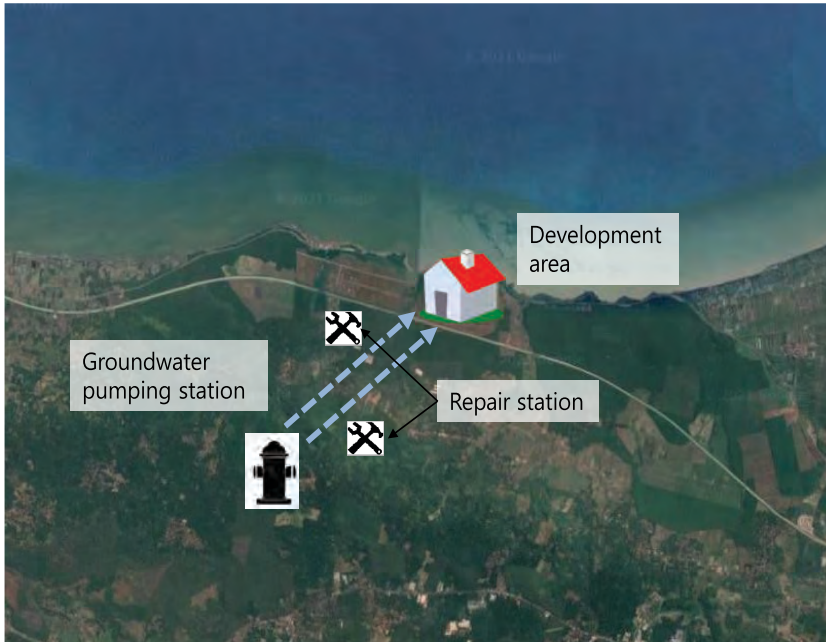 Development
area
Groundwater
pumping station
Repair station